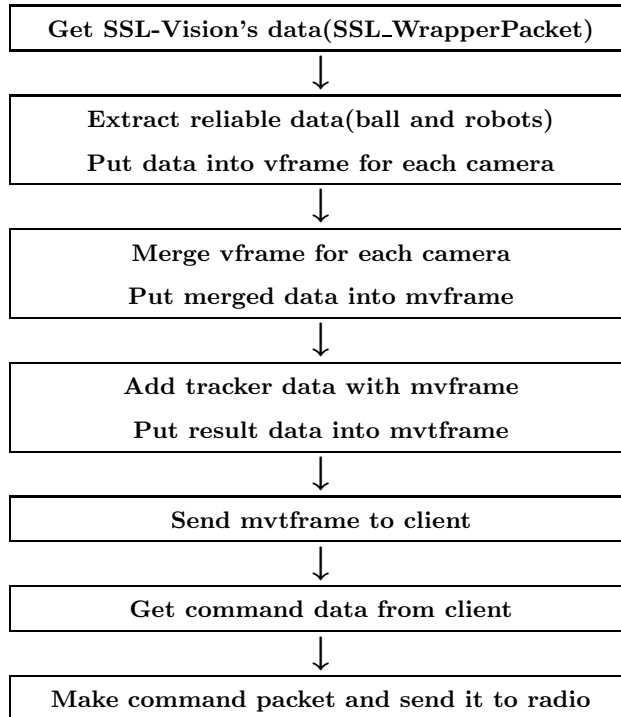 Get SSL-Vision's data(SSL_WrapperPacket)
Extract reliable data(ball and robots)
Put data into vframe for each camera
Merge vframe for each camera
Put merged data into mvframe
Add tracker data with mvframe
Put result data into mvtframe
Send mvtframe to client
Get command data from client
Make command packet and send it to radio